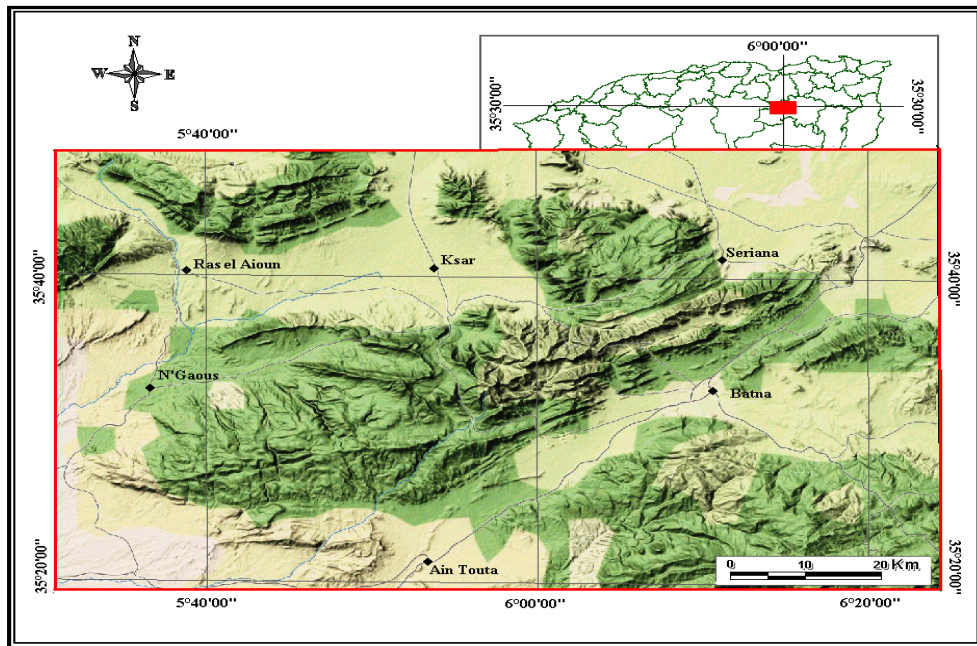 N
W E
S
6°00'00"
35°30'00"
35°30'00"
5°40'00"
Seriana
Ksar
Ras el Aioun
35°40'00"
35°40'00"
N'Gaous
Batna
Ain Touta
35°20'00"
35°20'00"
0 10 20 Km
5°40'00"
6°00'00"
6°20'00"